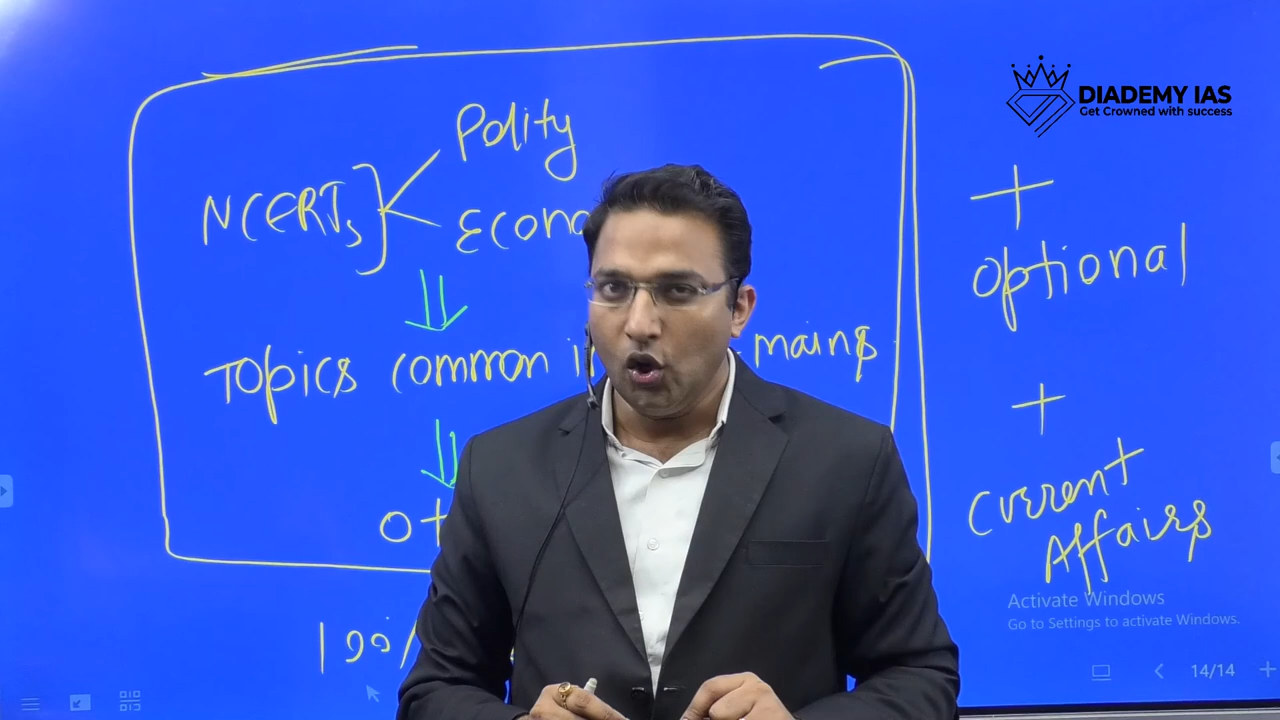 DIADEMY IAS
Get Crowned with success
Polity
NCERTs
Topics common
mains
+
optional
+
Current
Affairs
Activate Windows
Go to Settings to activate Windows.
14/14